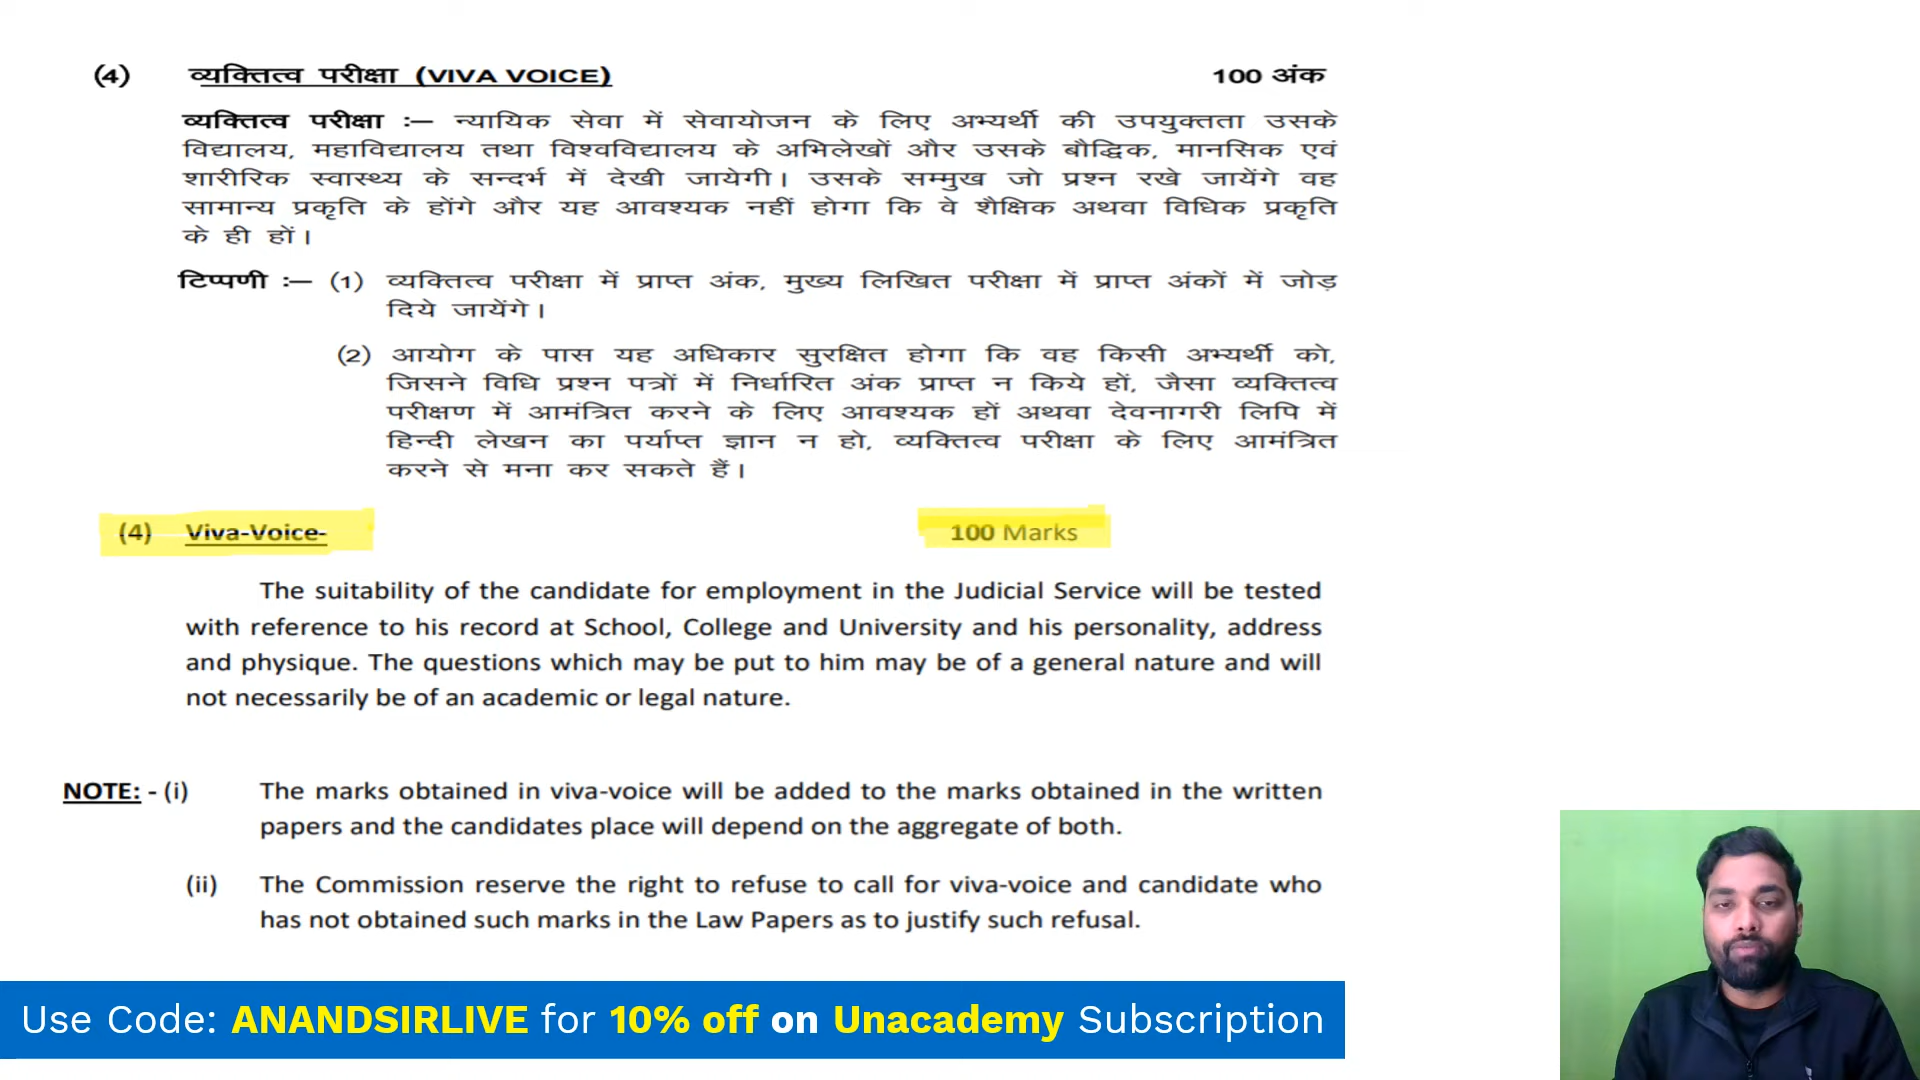 (4) व्यक्तित्व परीक्षा (VIVA VOICE) 100 अंक
व्यक्तित्व परीक्षा :— न्यायिक सेवा में सेवायोजन के लिए अभ्यर्थी की उपयुक्तता उसके
विद्यालय, महाविद्यालय तथा विश्वविद्यालय के अभिलेखों और उसके बौद्धिक, मानसिक एवं
शारीरिक स्वास्थ्य के सन्दर्भ में देखी जायेगी। उसके सम्मुख जो प्रश्न रखे जायेंगे वह
सामान्य प्रकृति के होंगे और यह आवश्यक नहीं होगा कि वे शैक्षिक अथवा विधिक प्रकृति
के ही हों।
टिप्पणी :— (1) व्यक्तित्व परीक्षा में प्राप्त अंक, मुख्य लिखित परीक्षा में प्राप्त अंकों में जोड़
दिये जायेंगे।
(2) आयोग के पास यह अधिकार सुरक्षित होगा कि वह किसी अभ्यर्थी को,
जिसने विधि प्रश्न पत्रों में निर्धारित अंक प्राप्त न किये हों, जैसा व्यक्तित्व
परीक्षण में आमंत्रित करने के लिए आवश्यक हों अथवा देवनागरी लिपि में
हिन्दी लेखन का पर्याप्त ज्ञान न हो, व्यक्तित्व परीक्षा के लिए आमंत्रित
करने से मना कर सकते हैं।
(4) Viva-Voice- 100 Marks
The suitability of the candidate for employment in the Judicial Service will be tested
with reference to his record at School, College and University and his personality, address
and physique. The questions which may be put to him may be of a general nature and will
not necessarily be of an academic or legal nature.
NOTE: - (i) The marks obtained in viva-voice will be added to the marks obtained in the written
papers and the candidates place will depend on the aggregate of both.
(ii) The Commission reserve the right to refuse to call for viva-voice and candidate who
has not obtained such marks in the Law Papers as to justify such refusal.
Use Code: ANANDSIRLIVE for 10% off on Unacademy Subscription